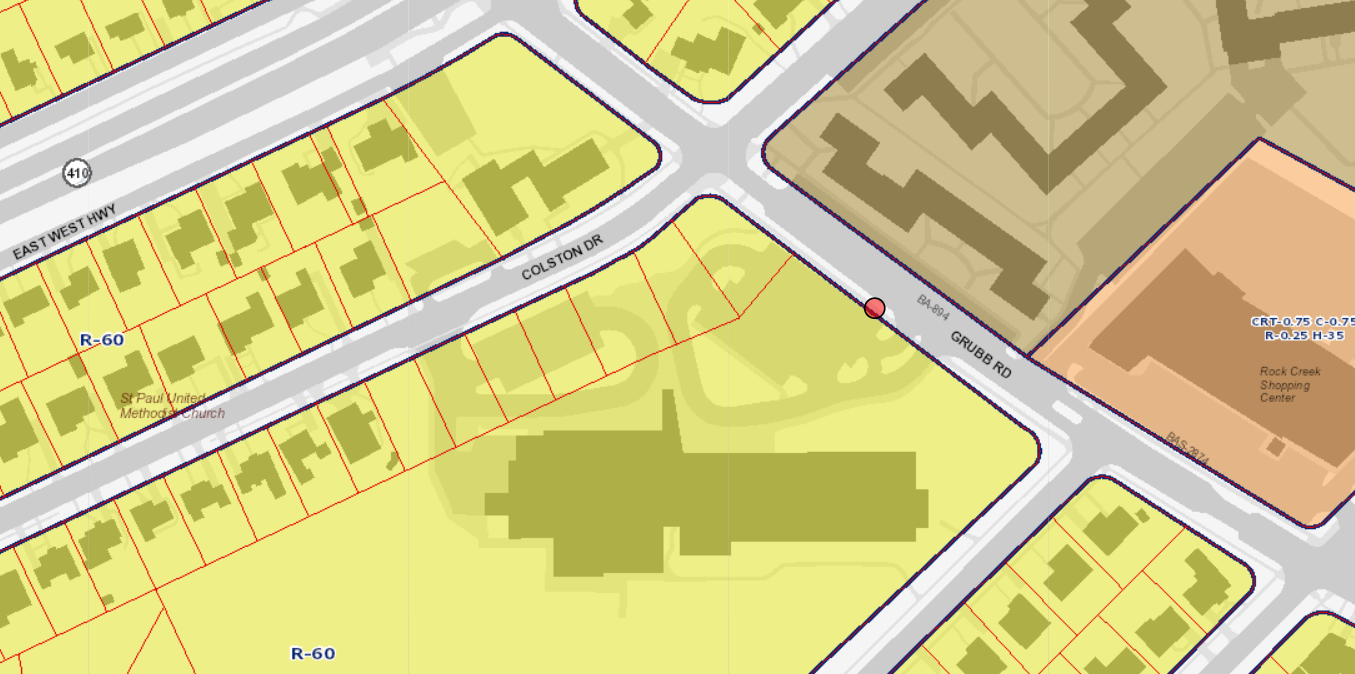 410
EAST WEST HWY
COLSTON DR
BA-894
GRUBB RD
CRT-0.75 C-0.75
R-0.25 H-35
R-60
Rock Creek
Shopping
Center
St Paul United
Methodist Church
BAS-2874
R-60